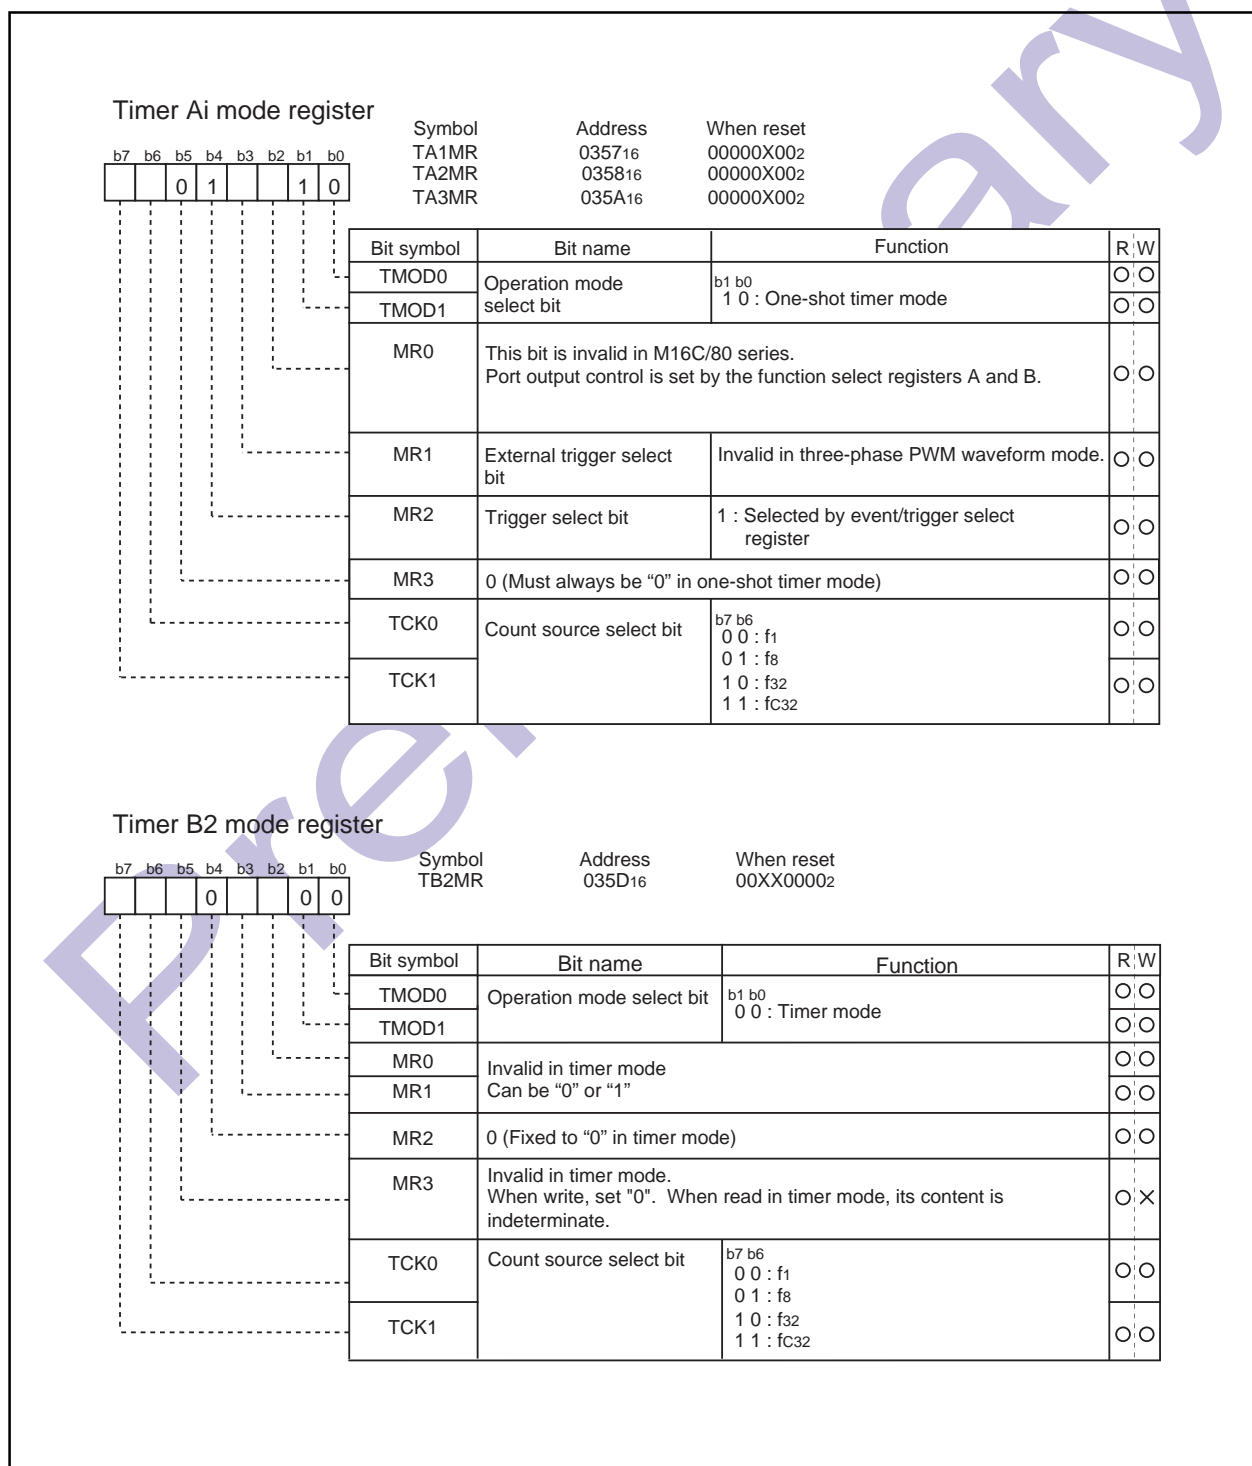 Preliminary
Timer Ai mode register
Symbol Address When reset
TA1MR 035716 00000X002
TA2MR 035816 00000X002
TA3MR 035A16 00000X002
b7 b6 b5 b4 b3 b2 b1 b0
0 1 1 0
Bit symbol Bit name Function R W
TMOD0 Operation mode b1 b0
TMOD1 select bit 1 0 : One-shot timer mode
MR0 This bit is invalid in M16C/80 series.
Port output control is set by the function select registers A and B.
MR1 External trigger select Invalid in three-phase PWM waveform mode.
bit
MR2 Trigger select bit 1 : Selected by event/trigger select
register
MR3 0 (Must always be “0” in one-shot timer mode)
TCK0 Count source select bit b7 b6
0 0 : f1
0 1 : f8
TCK1 1 0 : f32
1 1 : fC32
Timer B2 mode register
Symbol Address When reset
TB2MR 035D16 00XX00002
b7 b6 b5 b4 b3 b2 b1 b0
0 0 0
Bit symbol Bit name Function R W
TMOD0 Operation mode select bit b1 b0
0 0 : Timer mode
TMOD1
MR0 Invalid in timer mode
MR1 Can be “0” or “1”
MR2 0 (Fixed to “0” in timer mode)
MR3 Invalid in timer mode.
When write, set "0". When read in timer mode, its content is
indeterminate.
TCK0 Count source select bit b7 b6
0 0 : f1
0 1 : f8
TCK1 1 0 : f32
1 1 : fC32